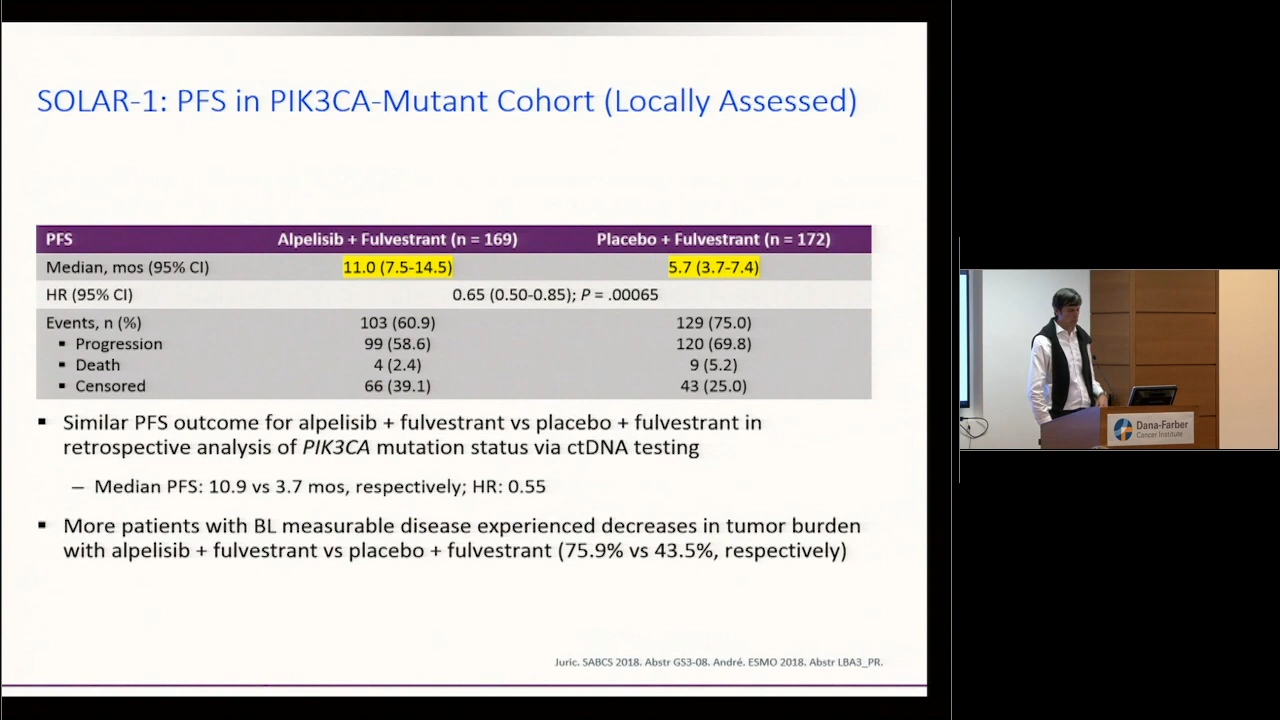 SOLAR-1: PFS in PIK3CA-Mutant Cohort (Locally Assessed)
PFS Alpelisib + Fulvestrant (n = 169) Placebo + Fulvestrant (n = 172)
Median, mos (95% CI) 11.0 (7.5-14.5) 5.7 (3.7-7.4)
HR (95% CI) 0.65 (0.50-0.85); P = .00065
Events, n (%) 103 (60.9) 129 (75.0)
▪ Progression 99 (58.6) 120 (69.8)
▪ Death 4 (2.4) 9 (5.2)
▪ Censored 66 (39.1) 43 (25.0)
▪ Similar PFS outcome for alpelisib + fulvestrant vs placebo + fulvestrant in
retrospective analysis of PIK3CA mutation status via ctDNA testing
– Median PFS: 10.9 vs 3.7 mos, respectively; HR: 0.55
▪ More patients with BL measurable disease experienced decreases in tumor burden
with alpelisib + fulvestrant vs placebo + fulvestrant (75.9% vs 43.5%, respectively)
Juric. SABCS 2018. Abstr GS3-08. André. ESMO 2018. Abstr LBA3_PR.
Dana-Farber
Cancer Institute